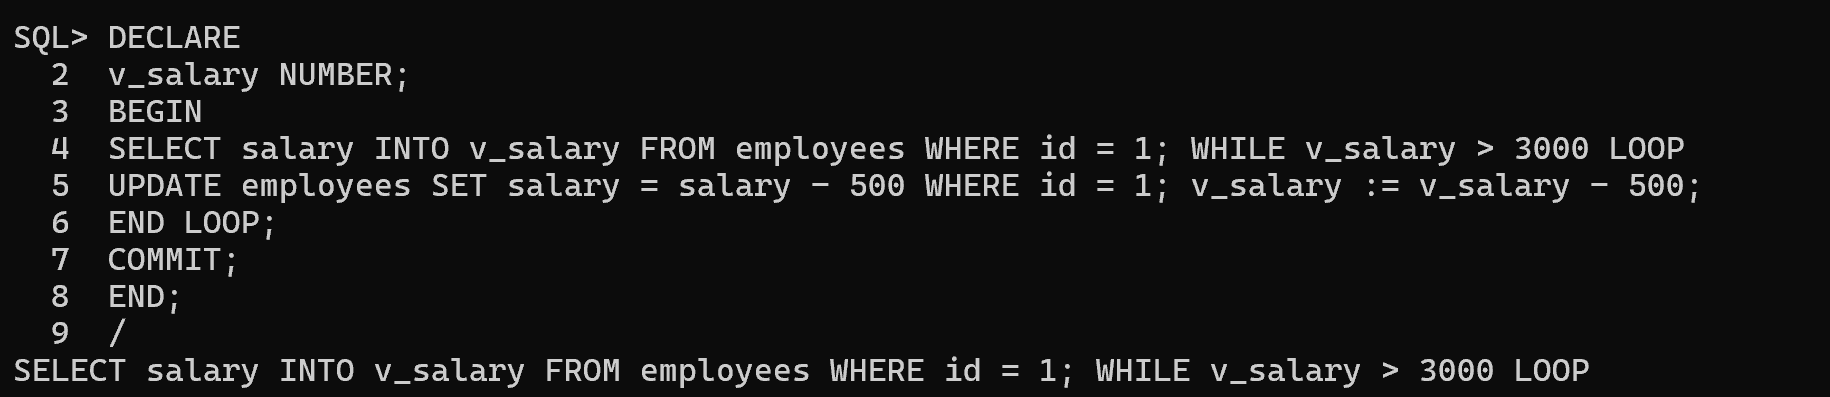 SQL> DECLARE
  2  v_salary NUMBER;
  3  BEGIN
  4  SELECT salary INTO v_salary FROM employees WHERE id = 1; WHILE v_salary > 3000 LOOP
  5  UPDATE employees SET salary = salary - 500 WHERE id = 1; v_salary := v_salary - 500;
  6  END LOOP;
  7  COMMIT;
  8  END;
  9  /
SELECT salary INTO v_salary FROM employees WHERE id = 1; WHILE v_salary > 3000 LOOP